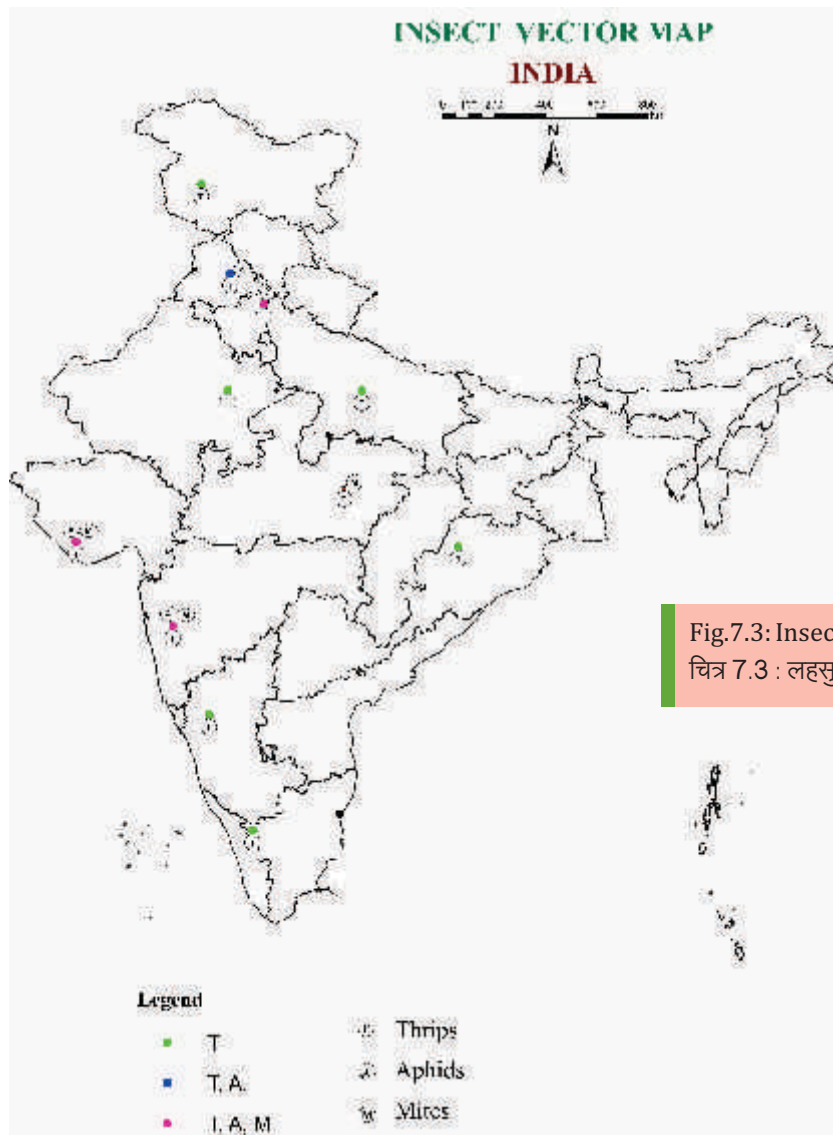 INSECT VECTOR MAP
INDIA
N
Fig.7.3: Insec
चित्र 7.3 : लहसु
Legend
T Thrips
T, A, Aphids
A, M Mites